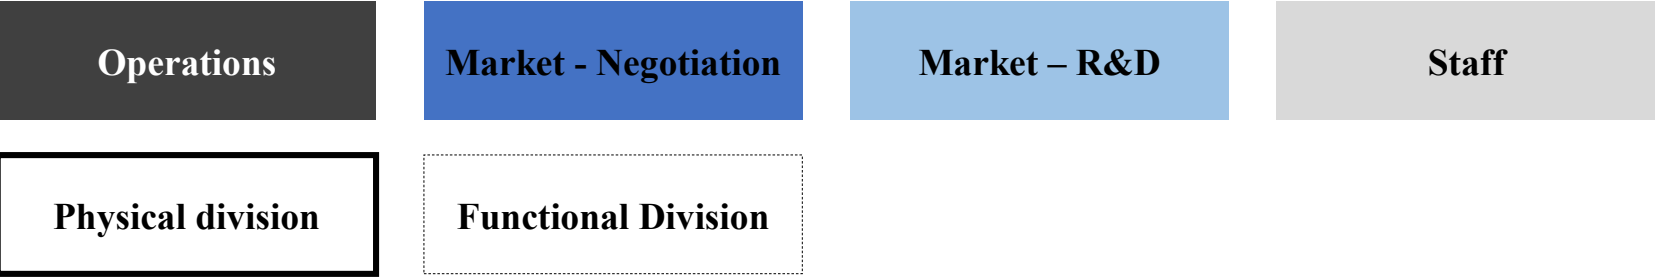 Operations
Market - Negotiation
Market – R&D
Staff
Physical division
Functional Division